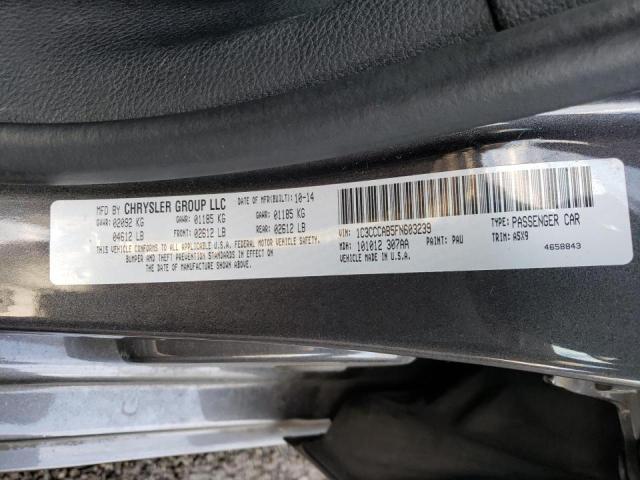 MFD BY CHRYSLER GROUP LLC DATE OF MFR(BUILT): 10-14
GVWR: 02092 KG GAWR: 01185 KG GAWR: 01185 KG
04612 LB FRONT: 02612 LB REAR: 02612 LB
THIS VEHICLE CONFORMS TO ALL APPLICABLE U.S.A. FEDERAL MOTOR VEHICLE SAFETY,
BUMPER AND THEFT PREVENTION STANDARDS IN EFFECT ON
THE DATE OF MANUFACTURE SHOWN ABOVE.
VIN: 1C3CCCAB5FN603239 TYPE: PASSENGER CAR
MDH: 101012 307AA PAINT: PAU TRIM: A5X9
VEHICLE MADE IN U.S.A. 4658843